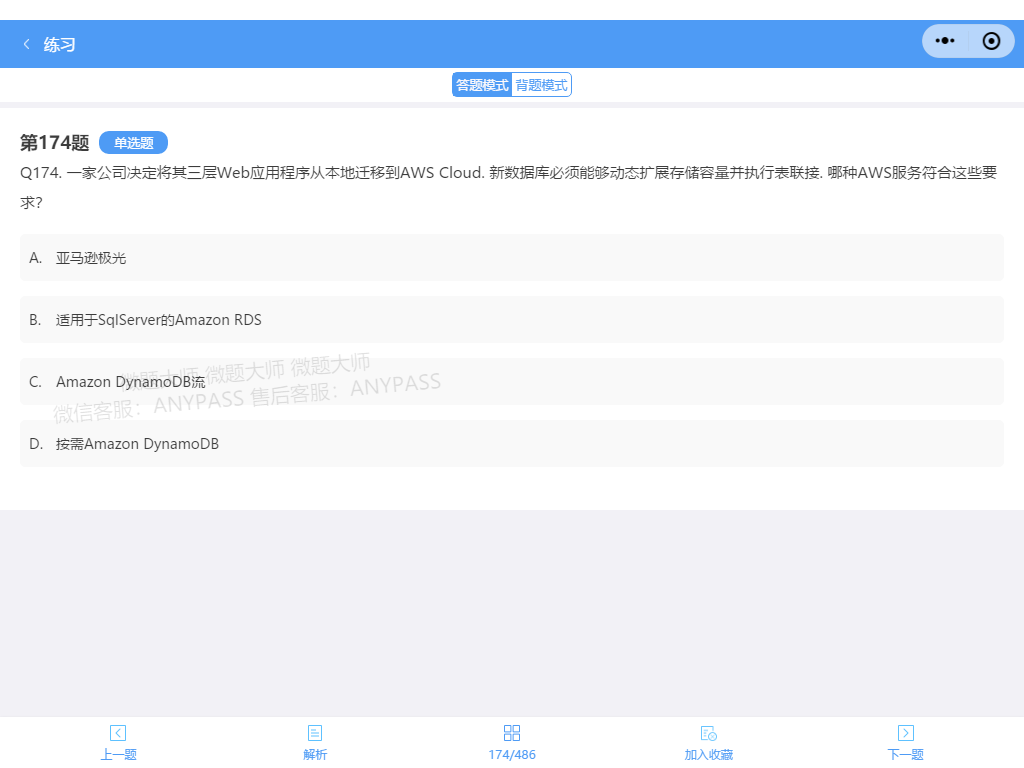 练习
答题模式 背题模式
第174题 单选题
Q174. 一家公司决定将其三层Web应用程序从本地迁移到AWS Cloud. 新数据库必须能够动态扩展存储容量并执行表联接. 哪种AWS服务符合这些要
求?
A. 亚马逊极光
B. 适用于SqlServer的Amazon RDS
微题大师 微题大师 微题大师
C. Amazon DynamoDB流
微信客服: ANYPASS 售后客服: ANYPASS
D. 按需Amazon DynamoDB
上一题 解析 174/486 加入收藏 下一题